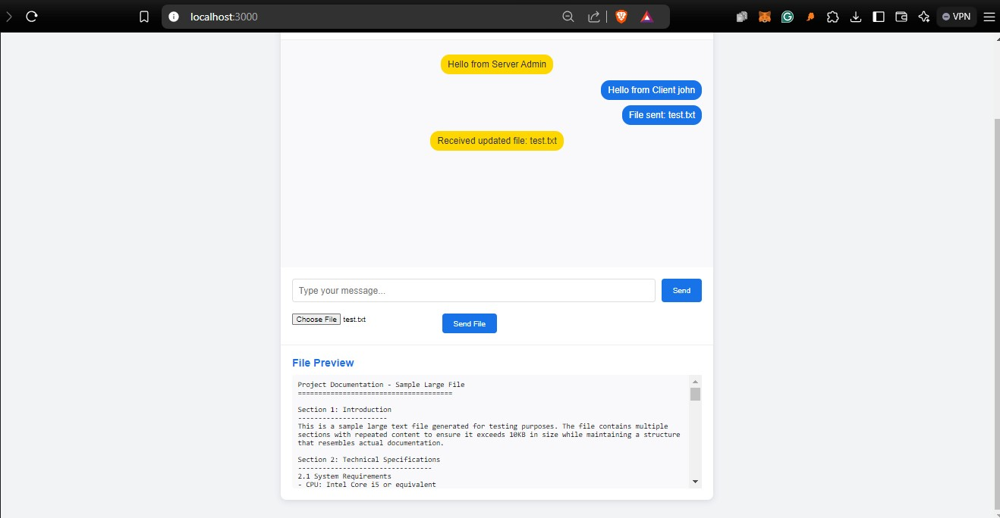 localhost:3000
VPN
Hello from Server Admin
Hello from Client john
File sent: test.txt
Received updated file: test.txt
Type your message...
Send
Choose File test.txt
Send File
File Preview
Project Documentation - Sample Large File
======================================
Section 1: Introduction
----------------------
This is a sample large text file generated for testing purposes. The file contains multiple
sections with repeated content to ensure it exceeds 10KB in size while maintaining a structure
that resembles actual documentation.
Section 2: Technical Specifications
---------------------------------
2.1 System Requirements
- CPU: Intel Core i5 or equivalent